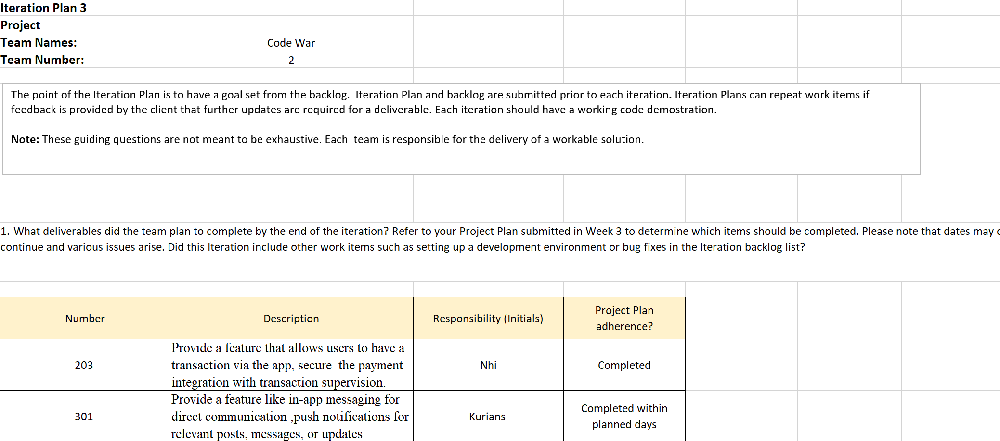 Iteration Plan 3
Project
Team Names: Code War
Team Number: 2
The point of the Iteration Plan is to have a goal set from the backlog.  Iteration Plan and backlog are submitted prior to each iteration. Iteration Plans can repeat work items if
feedback is provided by the client that further updates are required for a deliverable. Each iteration should have a working code demostration.
Note: These guiding questions are not meant to be exhaustive. Each  team is responsible for the delivery of a workable solution.
1. What deliverables did the team plan to complete by the end of the iteration? Refer to your Project Plan submitted in Week 3 to determine which items should be completed. Please note that dates may
continue and various issues arise. Did this Iteration include other work items such as setting up a development environment or bug fixes in the Iteration backlog list?
Number
Description
Responsibility (Initials)
Project Plan
adherence?
203
Provide a feature that allows users to have a
transaction via the app, secure  the payment
integration with transaction supervision.
Nhi
Completed
301
Provide a feature like in-app messaging for
direct communication ,push notifications for
relevant posts, messages, or updates
Kurians
Completed within
planned days